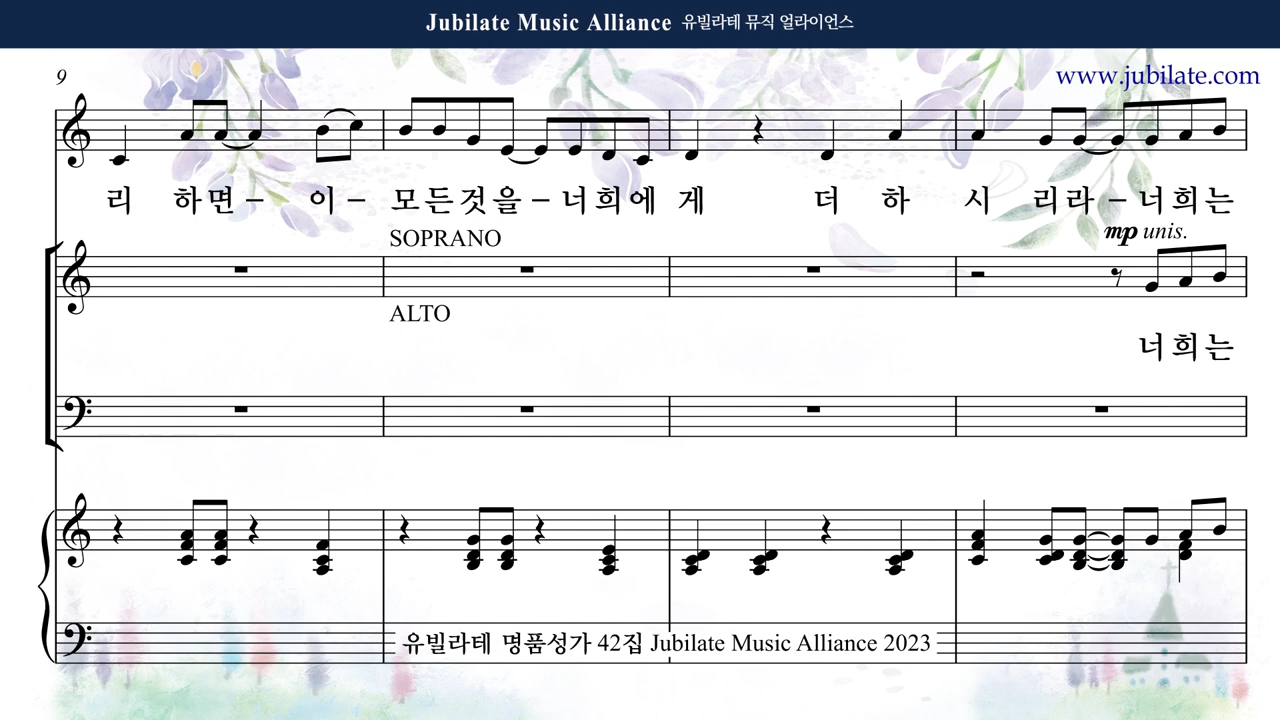 Jubilate Music Alliance 유빌라테 뮤직 얼라이언스
9
www.jubilate.com
리 하면– 이– 모든것을–너희에 게 더 하 시 리라–너희는
SOPRANO
mp unis.
ALTO
너희는
유빌라테 명품성가 42집 Jubilate Music Alliance 2023